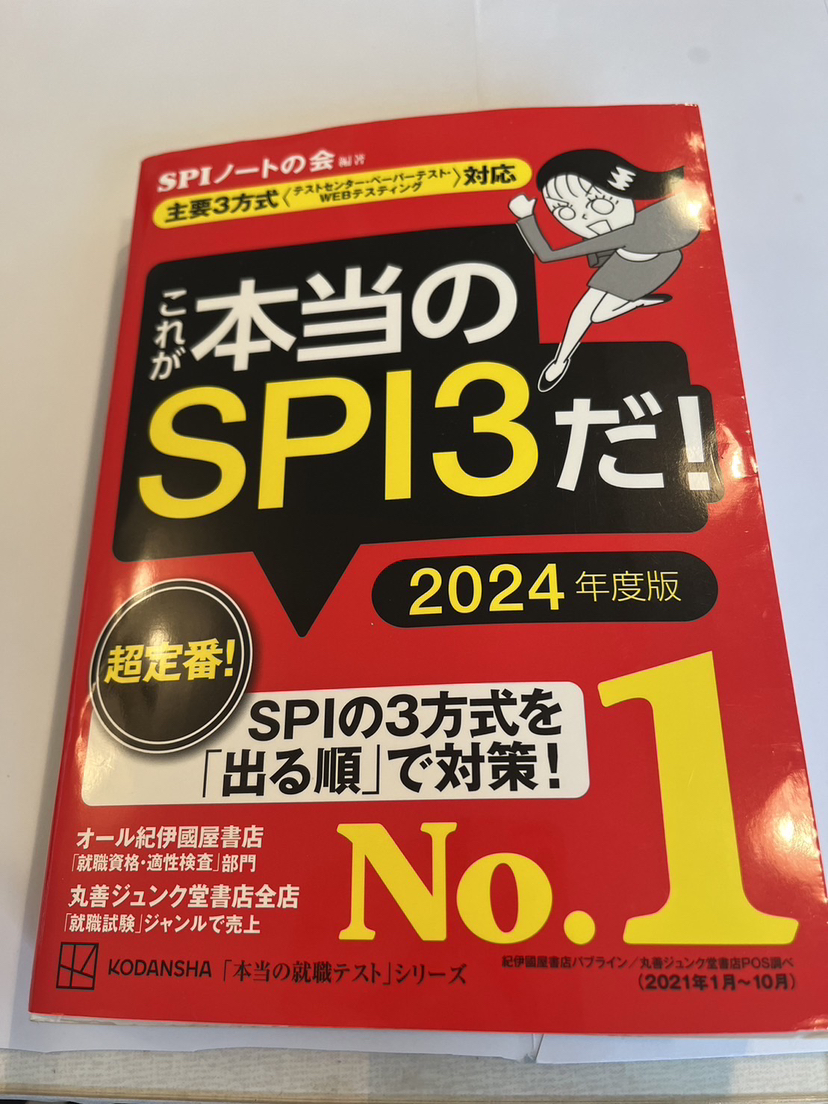 SPIノートの会 編著
主要3方式〈テストセンター・ペーパーテスト・WEBテスティング〉対応
これが
本当の
SPI3だ!
2024年度版
超定番!
SPIの3方式を
「出る順」で対策!
オール紀伊國屋書店
「就職資格・適性検査」部門
丸善ジュンク堂書店全店
「就職試験」ジャンルで売上
No.1
紀伊國屋書店パブライン/丸善ジュンク堂書店POS調べ
(2021年1月~10月)
KODANSHA 「本当の就職テスト」シリーズ